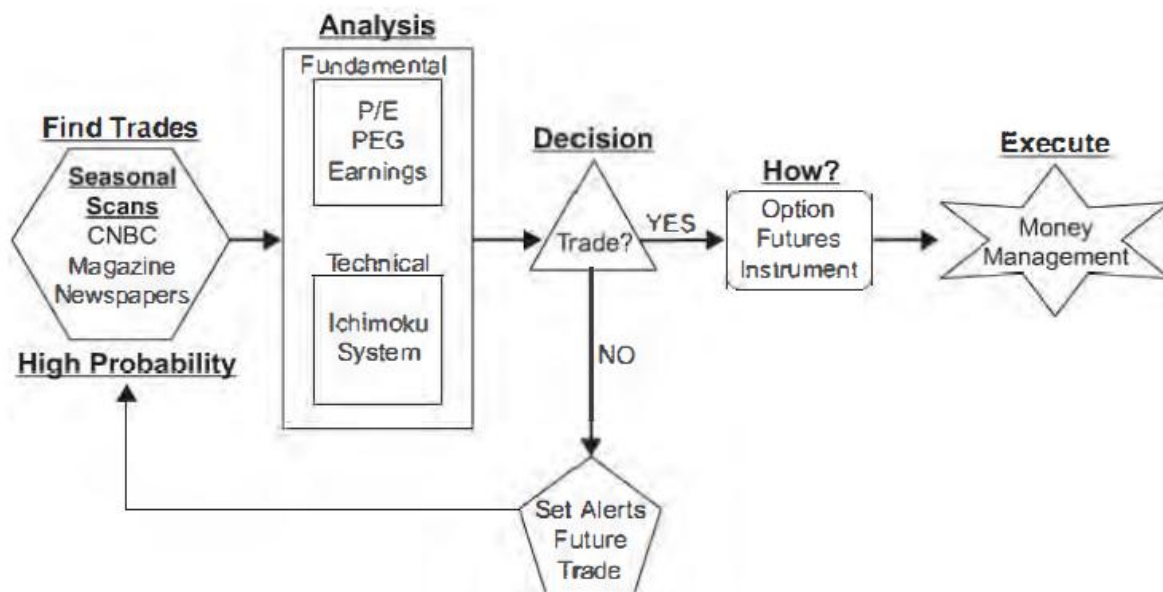 Find Trades
Seasonal
Scans
CNBC
Magazine
Newspapers
High Probability
Analysis
Fundamental
P/E
PEG
Earnings
Technical
Ichimoku
System
Decision
Trade?
YES
NO
How?
Option
Futures
Instrument
Execute
Money
Management
Set Alerts
Future
Trade